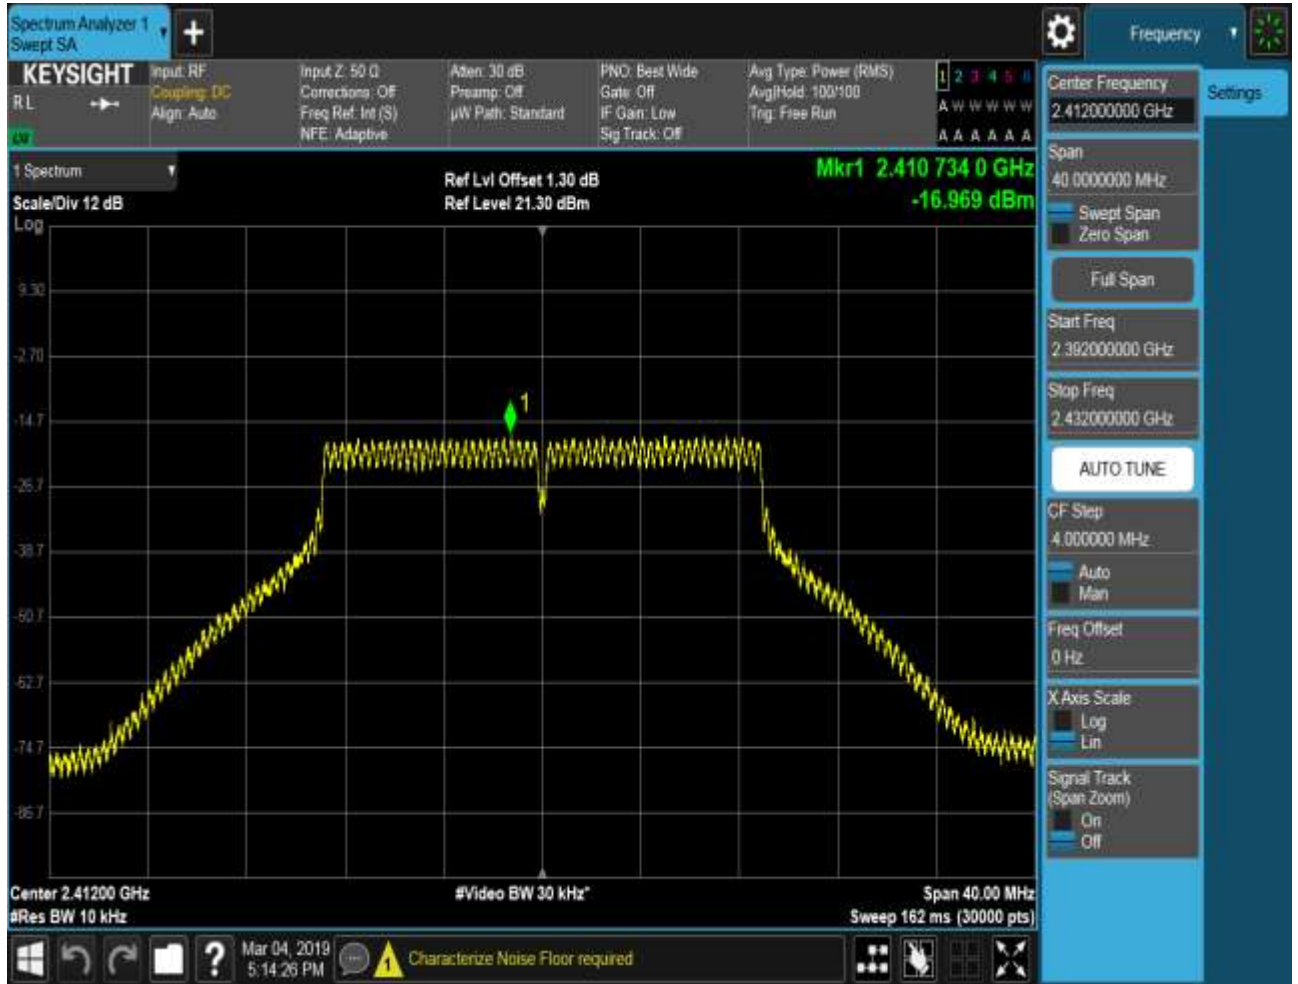 Spectrum Analyzer 1
Swept SA
Frequency
KEYSIGHT
RL
Input: RF
Coupling: DC
Align: Auto
Input Z: 50 Ω
Corrections: Off
Freq Ref: Int (S)
NFE: Adaptive
Atten: 30 dB
Preamp: Off
µW Path: Standard
PNO: Best Wide
Gate: Off
IF Gain: Low
Sig Track: Off
Avg Type: Power (RMS)
Avg|Hold: 100/100
Trig: Free Run
1 2 3 4 5 6
A W W W W W
A A A A A A
1 Spectrum
Scale/Div 12 dB
Log
Ref Lvl Offset 1.30 dB
Ref Level 21.30 dBm
Mkr1 2.410 734 0 GHz
-16.969 dBm
9.30
-2.70
-14.7
-26.7
-38.7
-50.7
-62.7
-74.7
-86.7
1
Center 2.41200 GHz
#Res BW 10 kHz
#Video BW 30 kHz*
Span 40.00 MHz
Sweep 162 ms (30000 pts)
Settings
Center Frequency
2.412000000 GHz
Span
40.0000000 MHz
Swept Span
Zero Span
Full Span
Start Freq
2.392000000 GHz
Stop Freq
2.432000000 GHz
AUTO TUNE
CF Step
4.000000 MHz
Auto
Man
Freq Offset
0 Hz
X Axis Scale
Log
Lin
Signal Track
(Span Zoom)
On
Off
?
Mar 04, 2019
5:14:26 PM
1
Characterize Noise Floor required